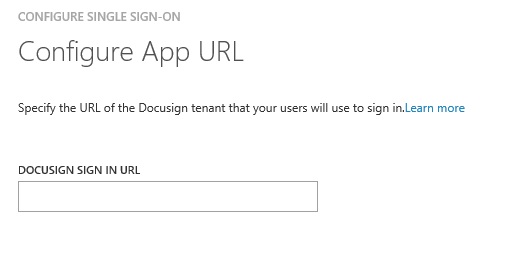 CONFIGURE SINGLE SIGN-ON
Configure App URL
Specify the URL of the Docusign tenant that your users will use to sign in.Learn more
DOCUSIGN SIGN IN URL